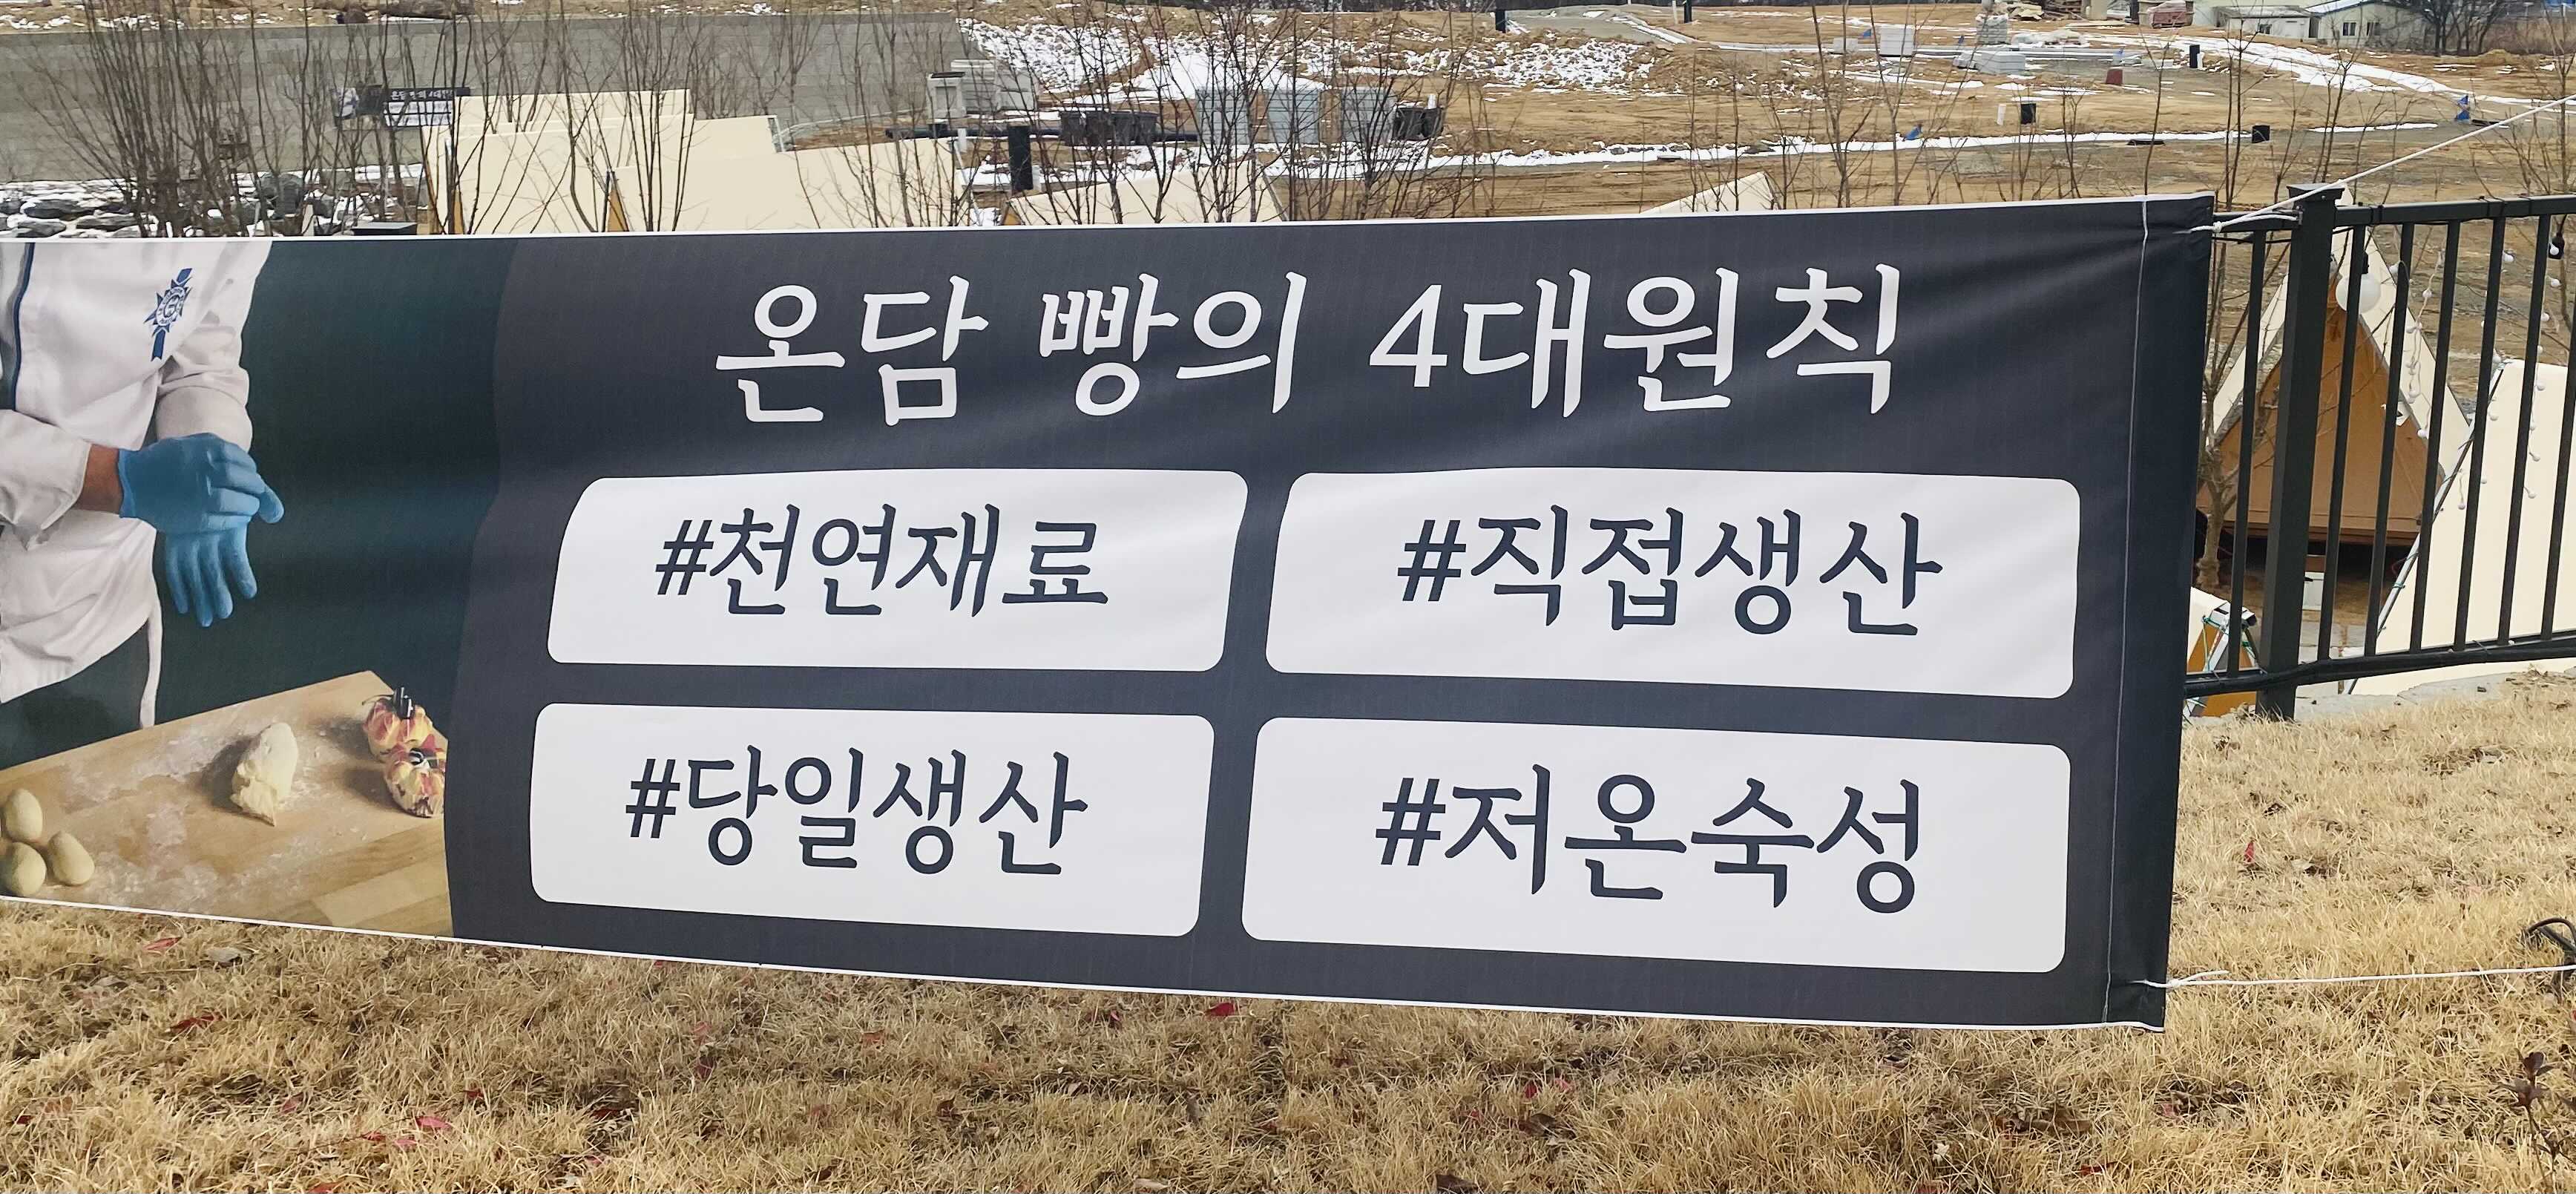 온담 빵의 4대원칙
#천연재료
#직접생산
#당일생산
#저온숙성